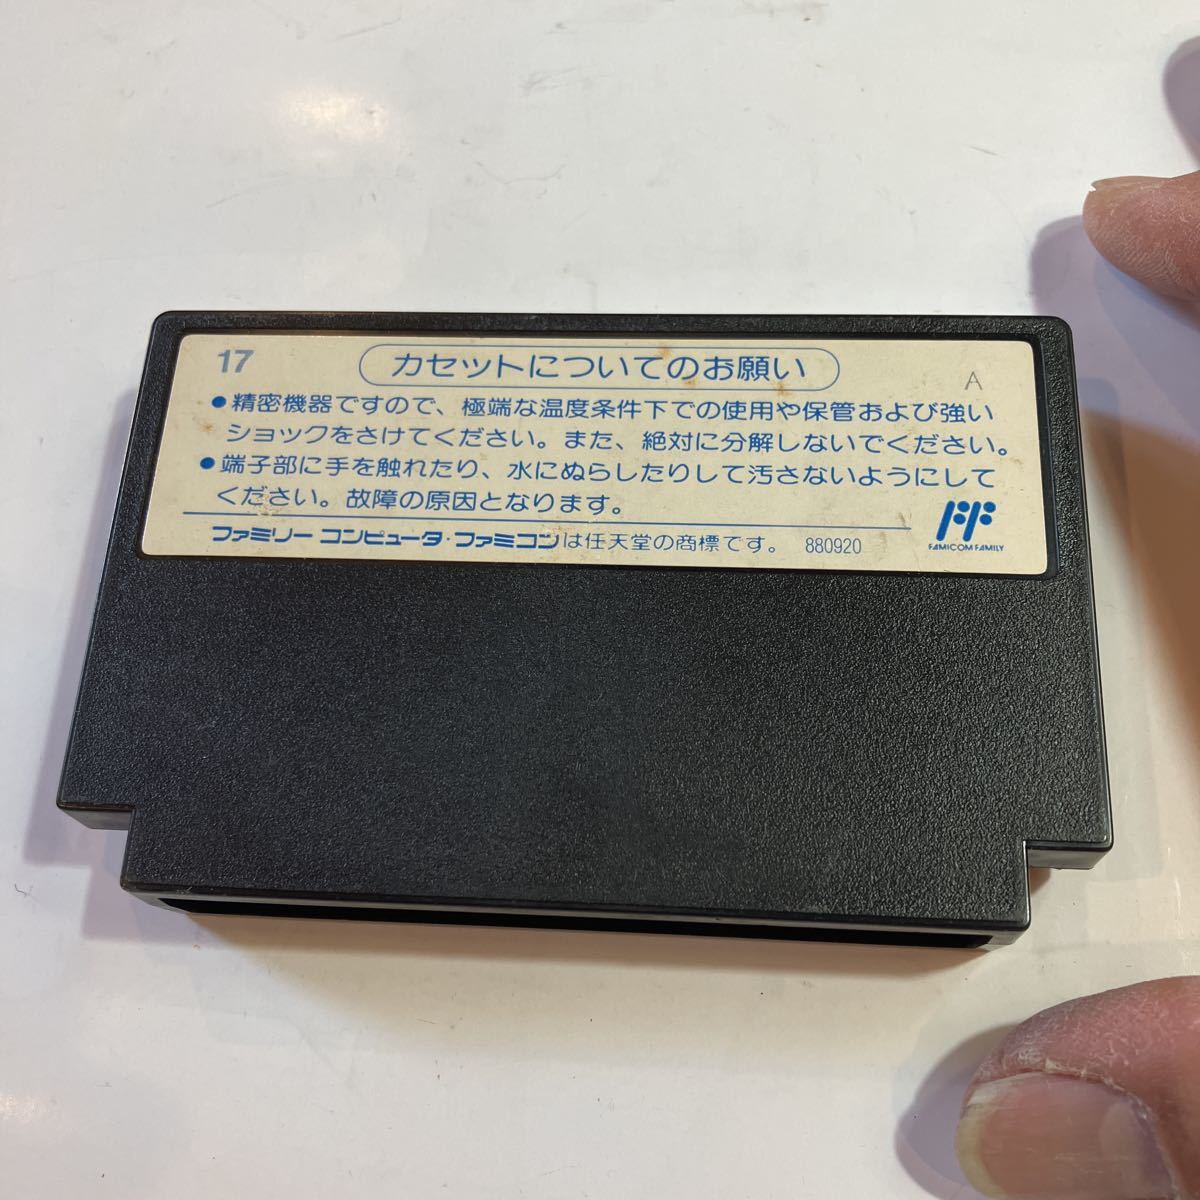 17
カセットについてのお願い
A
●精密機器ですので、極端な温度条件下での使用や保管および強い
ショックをさけてください。また、絶対に分解しないでください。
●端子部に手を触れたり、水にぬらしたりして汚さないようにして
ください。故障の原因となります。
ファミリーコンピュータ・ファミコンは任天堂の商標です。 880920
FF
FAMICOM FAMILY